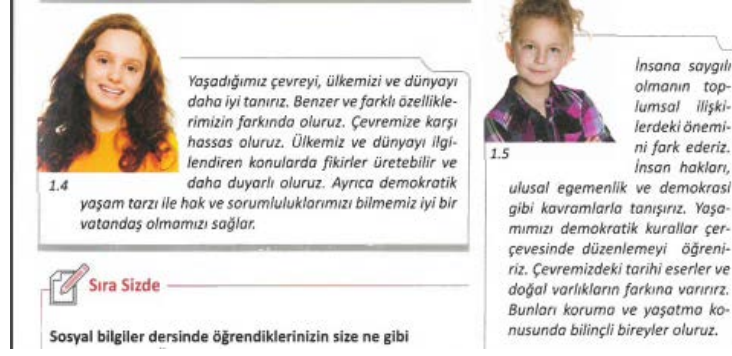 Yaşadığımız çevreyi, ülkemizi ve dünyayı
daha iyi tanırız. Benzer ve farklı özellikle-
rimizin farkında oluruz. Çevremize karşı
hassas oluruz. Ülkemiz ve dünyayı ilgi-
lendiren konularda fikirler üretebilir ve
1.4 daha duyarlı oluruz. Ayrıca demokratik
yaşam tarzı ile hak ve sorumluluklarımızı bilmemiz iyi bir
vatandaş olmamızı sağlar.
Sıra Sizde
Sosyal bilgiler dersinde öğrendiklerinizin size ne gibi
İnsana saygılı
olmanın top-
lumsal ilişki-
lerdeki önemi-
1.5 ni fark ederiz.
İnsan hakları,
ulusal egemenlik ve demokrasi
gibi kavramlarla tanışırız. Yaşa-
mımızı demokratik kurallar çer-
çevesinde düzenlemeyi öğreni-
riz. Çevremizdeki tarihi eserler ve
doğal varlıkların farkına varırırz.
Bunları koruma ve yaşatma ko-
nusunda bilinçli bireyler oluruz.